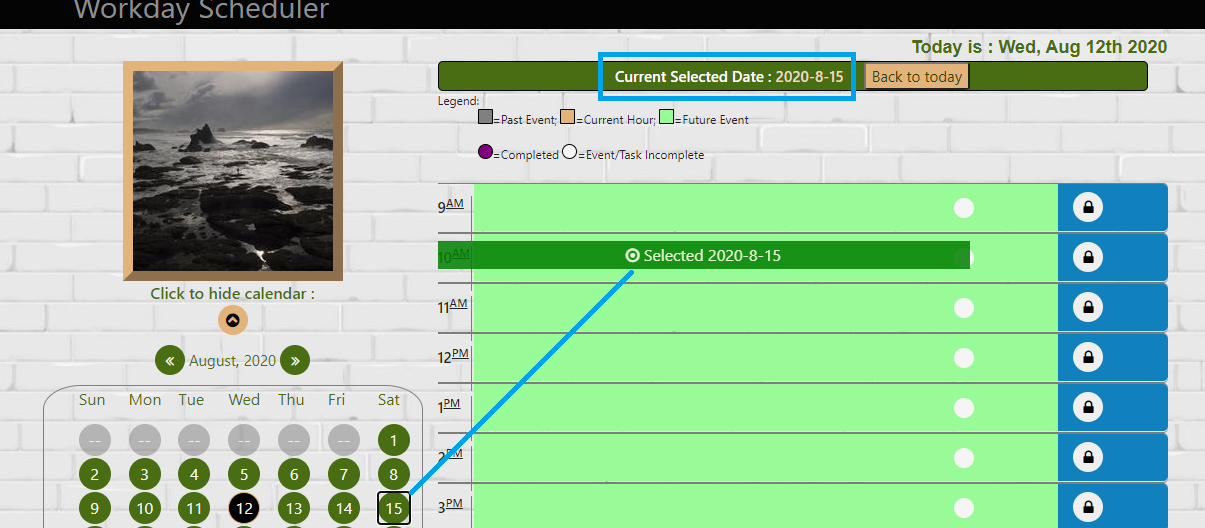 Workday Scheduler
Today is : Wed, Aug 12th 2020
Current Selected Date : 2020-8-15 Back to today
Legend:
=Past Event; =Current Hour; =Future Event
=Completed =Event/Task Incomplete
9AM
10AM Selected 2020-8-15
Click to hide calendar :
11AM
« August, 2020 »
12PM
Sun Mon Tue Wed Thu Fri Sat
1PM
-- -- -- -- -- -- 1
2PM
2 3 4 5 6 7 8
9 10 11 12 13 14 15
3PM